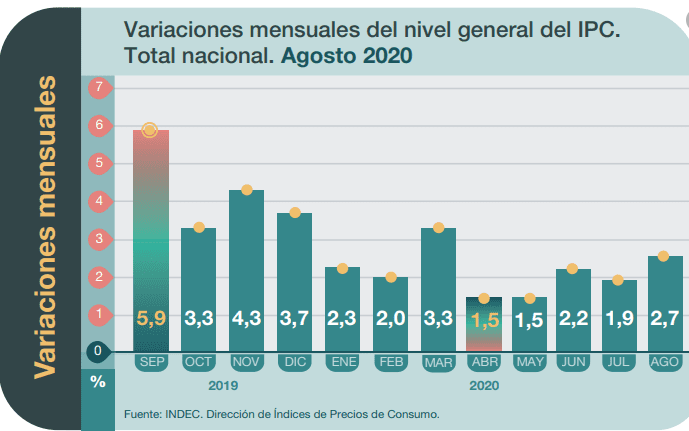 Variaciones mensuales del nivel general del IPC.
Total nacional. Agosto 2020
Variaciones mensuales
7
6
5
4
3
2
1
0
%
5,9 3,3 4,3 3,7 2,3 2,0 3,3 1,5 1,5 2,2 1,9 2,7
SEP OCT NOV DIC ENE FEB MAR ABR MAY JUN JUL AGO
2019 2020
Fuente: INDEC. Dirección de Índices de Precios de Consumo.